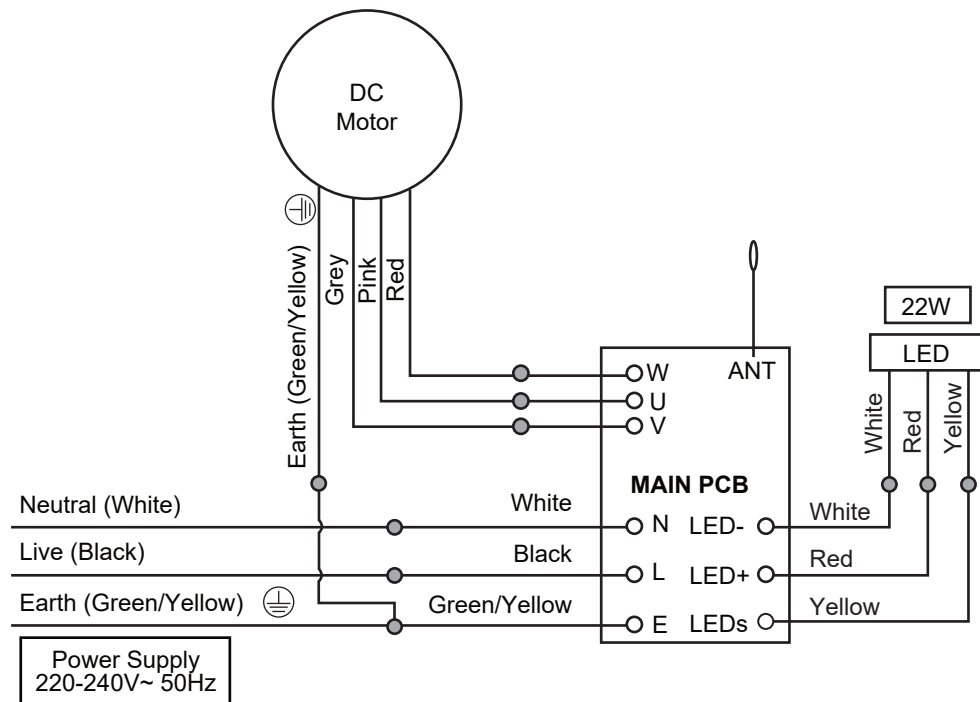 DC
Motor
Earth (Green/Yellow)
Grey
Pink
Red
22W
LED
ANT
W
U
V
White
Red
Yellow
MAIN PCB
Neutral (White)
White
N
LED-
White
Live (Black)
Black
L
LED+
Red
Earth (Green/Yellow)
Green/Yellow
E
LEDs
Yellow
Power Supply
220-240V~ 50Hz